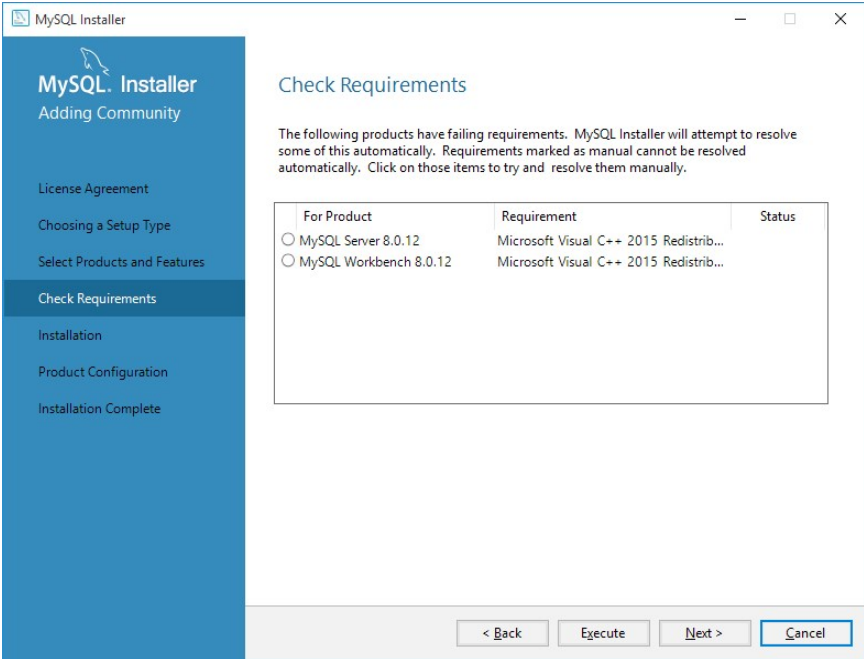 MySQL Installer
MySQL. Installer
Adding Community
License Agreement
Choosing a Setup Type
Select Products and Features
Check Requirements
Installation
Product Configuration
Installation Complete
Check Requirements
The following products have failing requirements. MySQL Installer will attempt to resolve
some of this automatically. Requirements marked as manual cannot be resolved
automatically. Click on those items to try and resolve them manually.
For Product Requirement Status
MySQL Server 8.0.12 Microsoft Visual C++ 2015 Redistrib...
MySQL Workbench 8.0.12 Microsoft Visual C++ 2015 Redistrib...
< Back Execute Next > Cancel